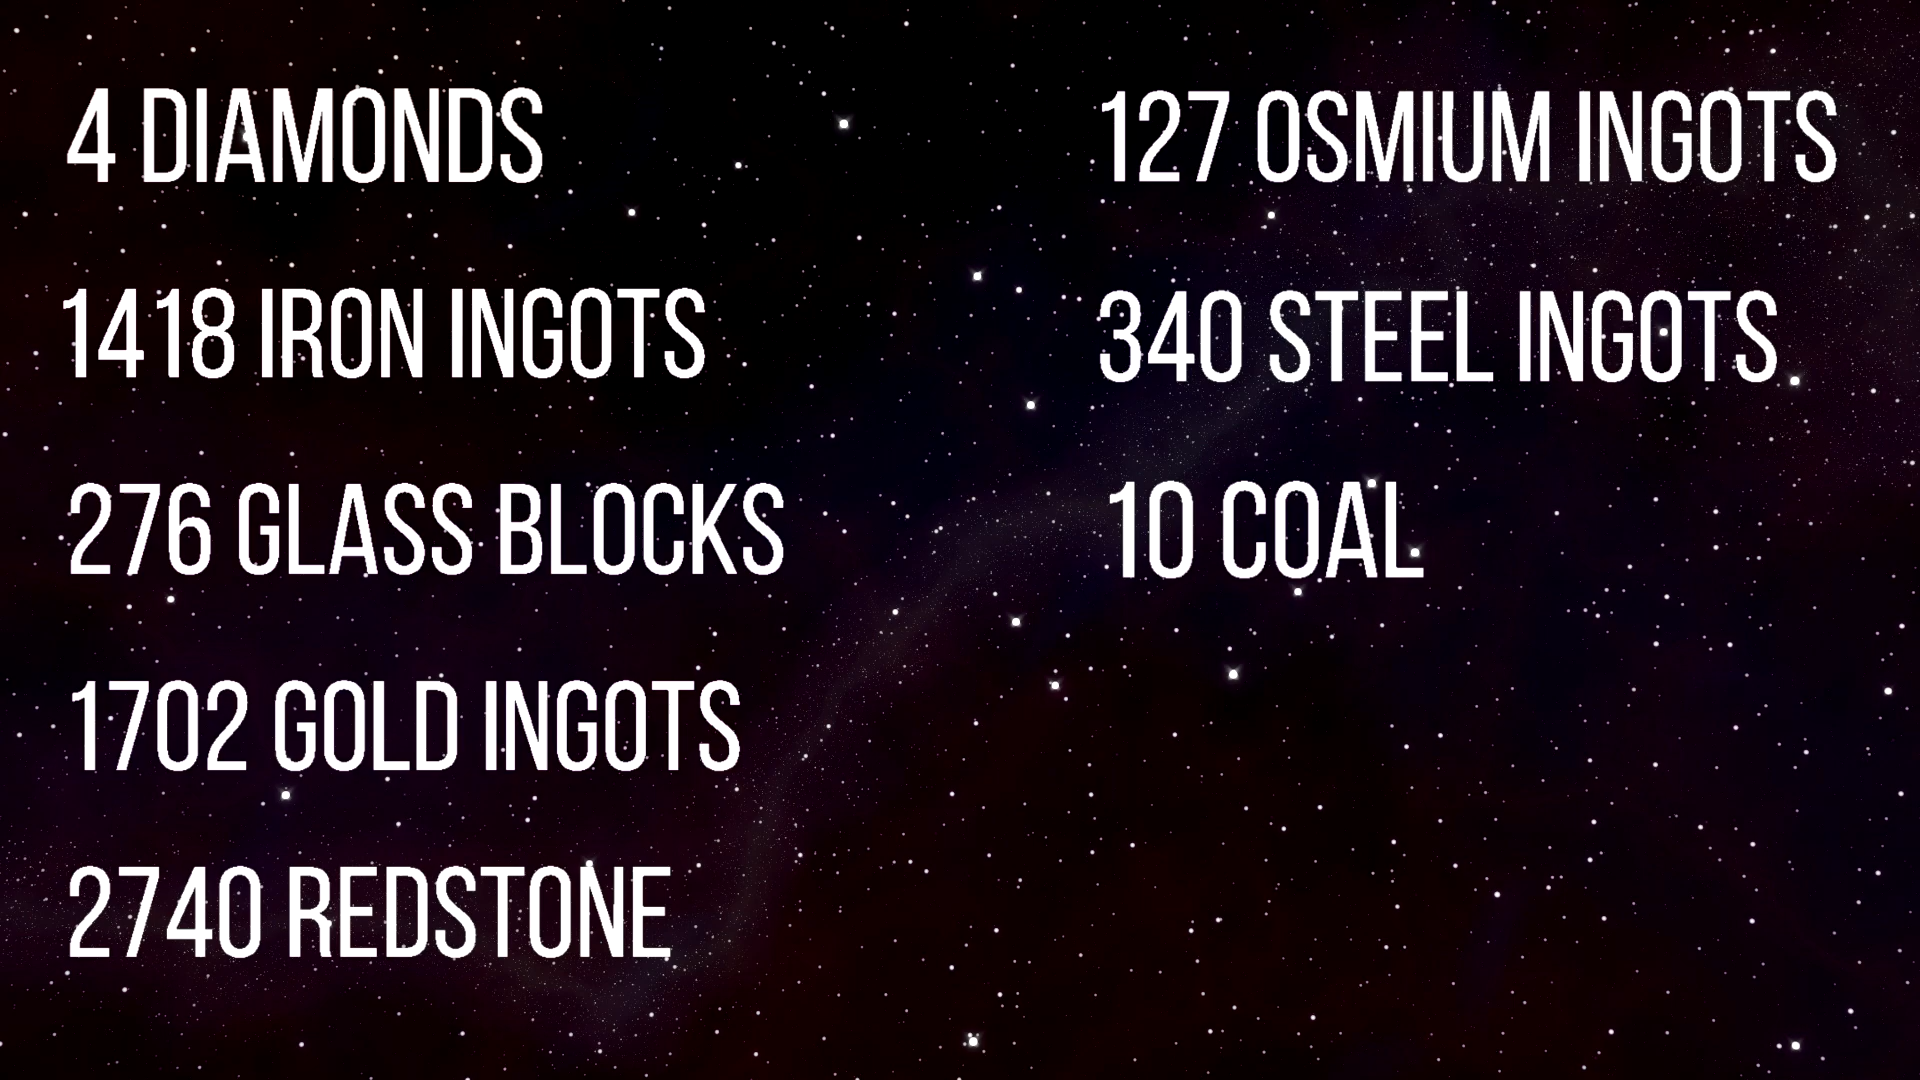 4 DIAMONDS
1418 IRON INGOTS
276 GLASS BLOCKS
1702 GOLD INGOTS
2740 REDSTONE
127 OSMIUM INGOTS
340 STEEL INGOTS
10 COAL